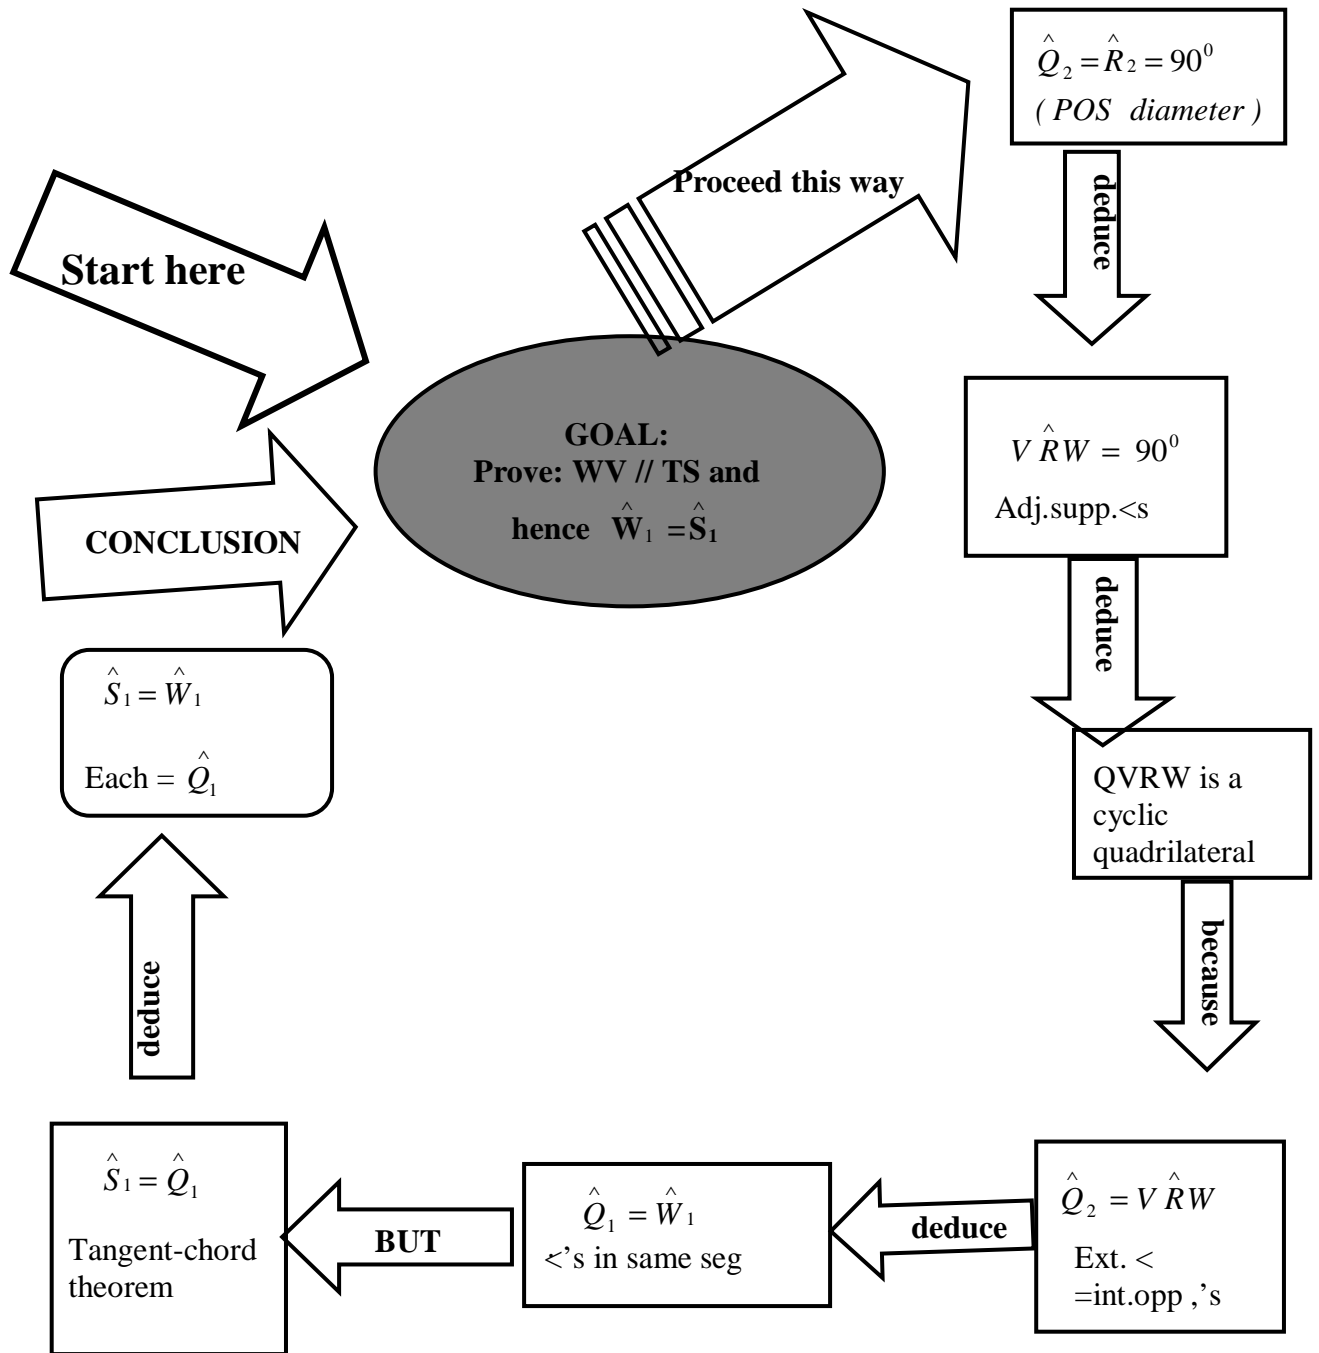 Start here
GOAL:
Prove: WV // TS and
hence Ŵ₁ = Ŝ₁
Proceed this way
Q̂₂ = R̂₂ = 90⁰
( POS diameter )
deduce
V R̂ W = 90⁰
Adj.supp.<s
deduce
QVRW is a
cyclic
quadrilateral
because
Q̂₂ = V R̂ W
Ext. <
=int.opp ,'s
deduce
Q̂₁ = Ŵ₁
<'s in same seg
BUT
Ŝ₁ = Q̂₁
Tangent-chord
theorem
deduce
Ŝ₁ = Ŵ₁
Each = Q̂₁
CONCLUSION